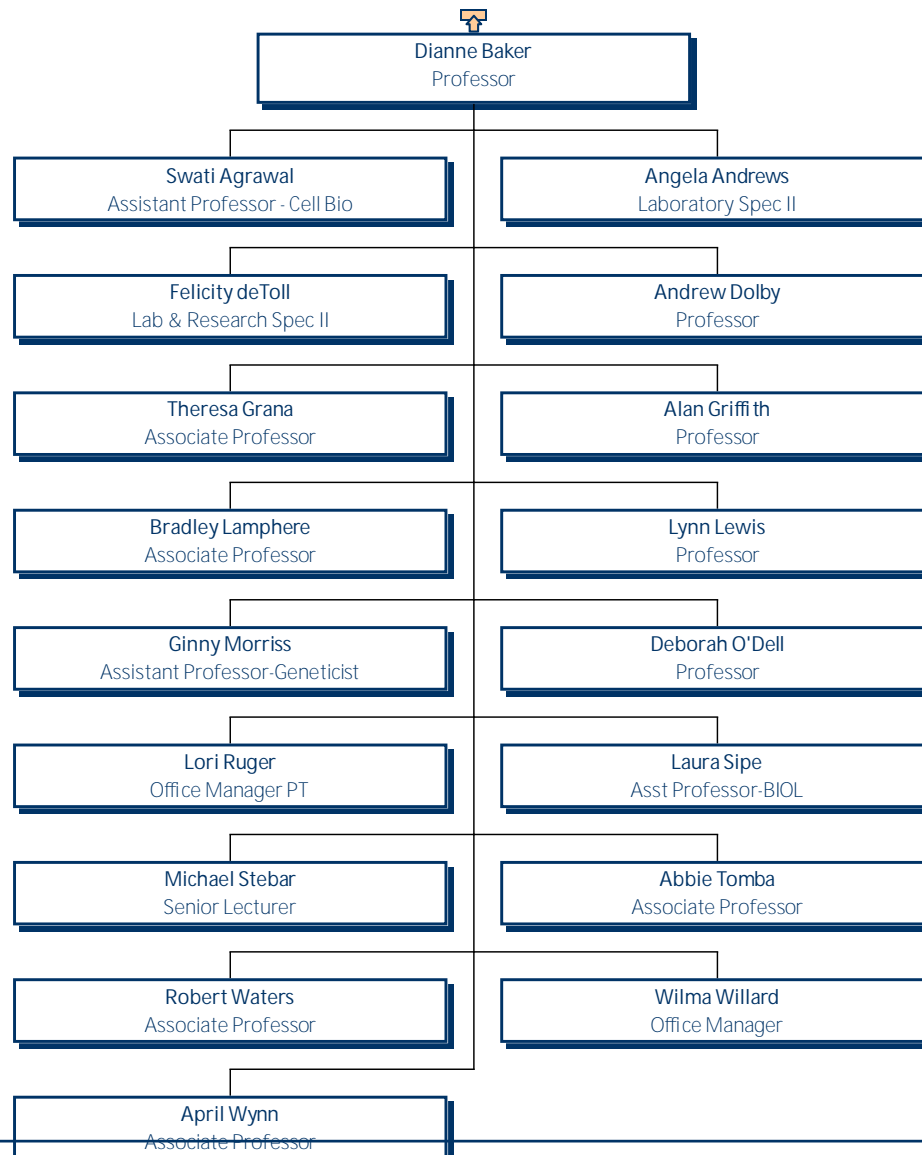 Dianne Baker
Professor
Swati Agrawal
Assistant Professor - Cell Bio
Angela Andrews
Laboratory Spec II
Felicity deToll
Lab & Research Spec II
Andrew Dolby
Professor
Theresa Grana
Associate Professor
Alan Griffith
Professor
Bradley Lamphere
Associate Professor
Lynn Lewis
Professor
Ginny Morriss
Assistant Professor-Geneticist
Deborah O'Dell
Professor
Lori Ruger
Office Manager PT
Laura Sipe
Asst Professor-BIOL
Michael Stebar
Senior Lecturer
Abbie Tomba
Associate Professor
Robert Waters
Associate Professor
Wilma Willard
Office Manager
April Wynn
Associate Professor